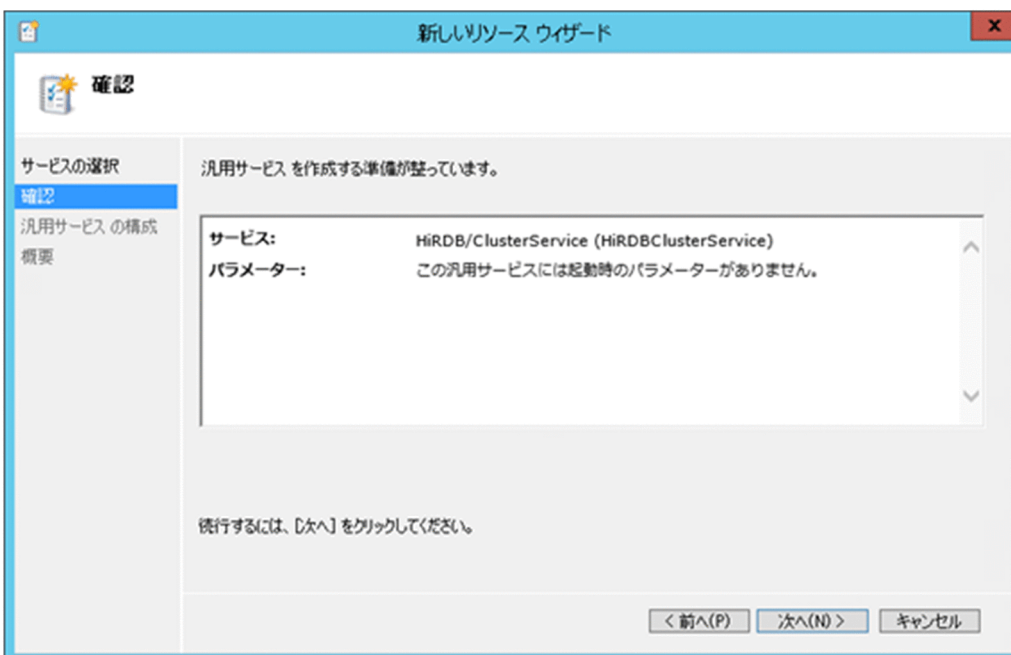 新しいリソース ウィザード
x
確認
サービスの選択
確認
汎用サービス の構成
概要
汎用サービス を作成する準備が整っています。
サービス: HiRDB/ClusterService (HiRDBClusterService)
パラメーター: この汎用サービスには起動時のパラメーターがありません。
続行するには、[次へ] をクリックしてください。
< 前へ(P) 次へ(N) > キャンセル